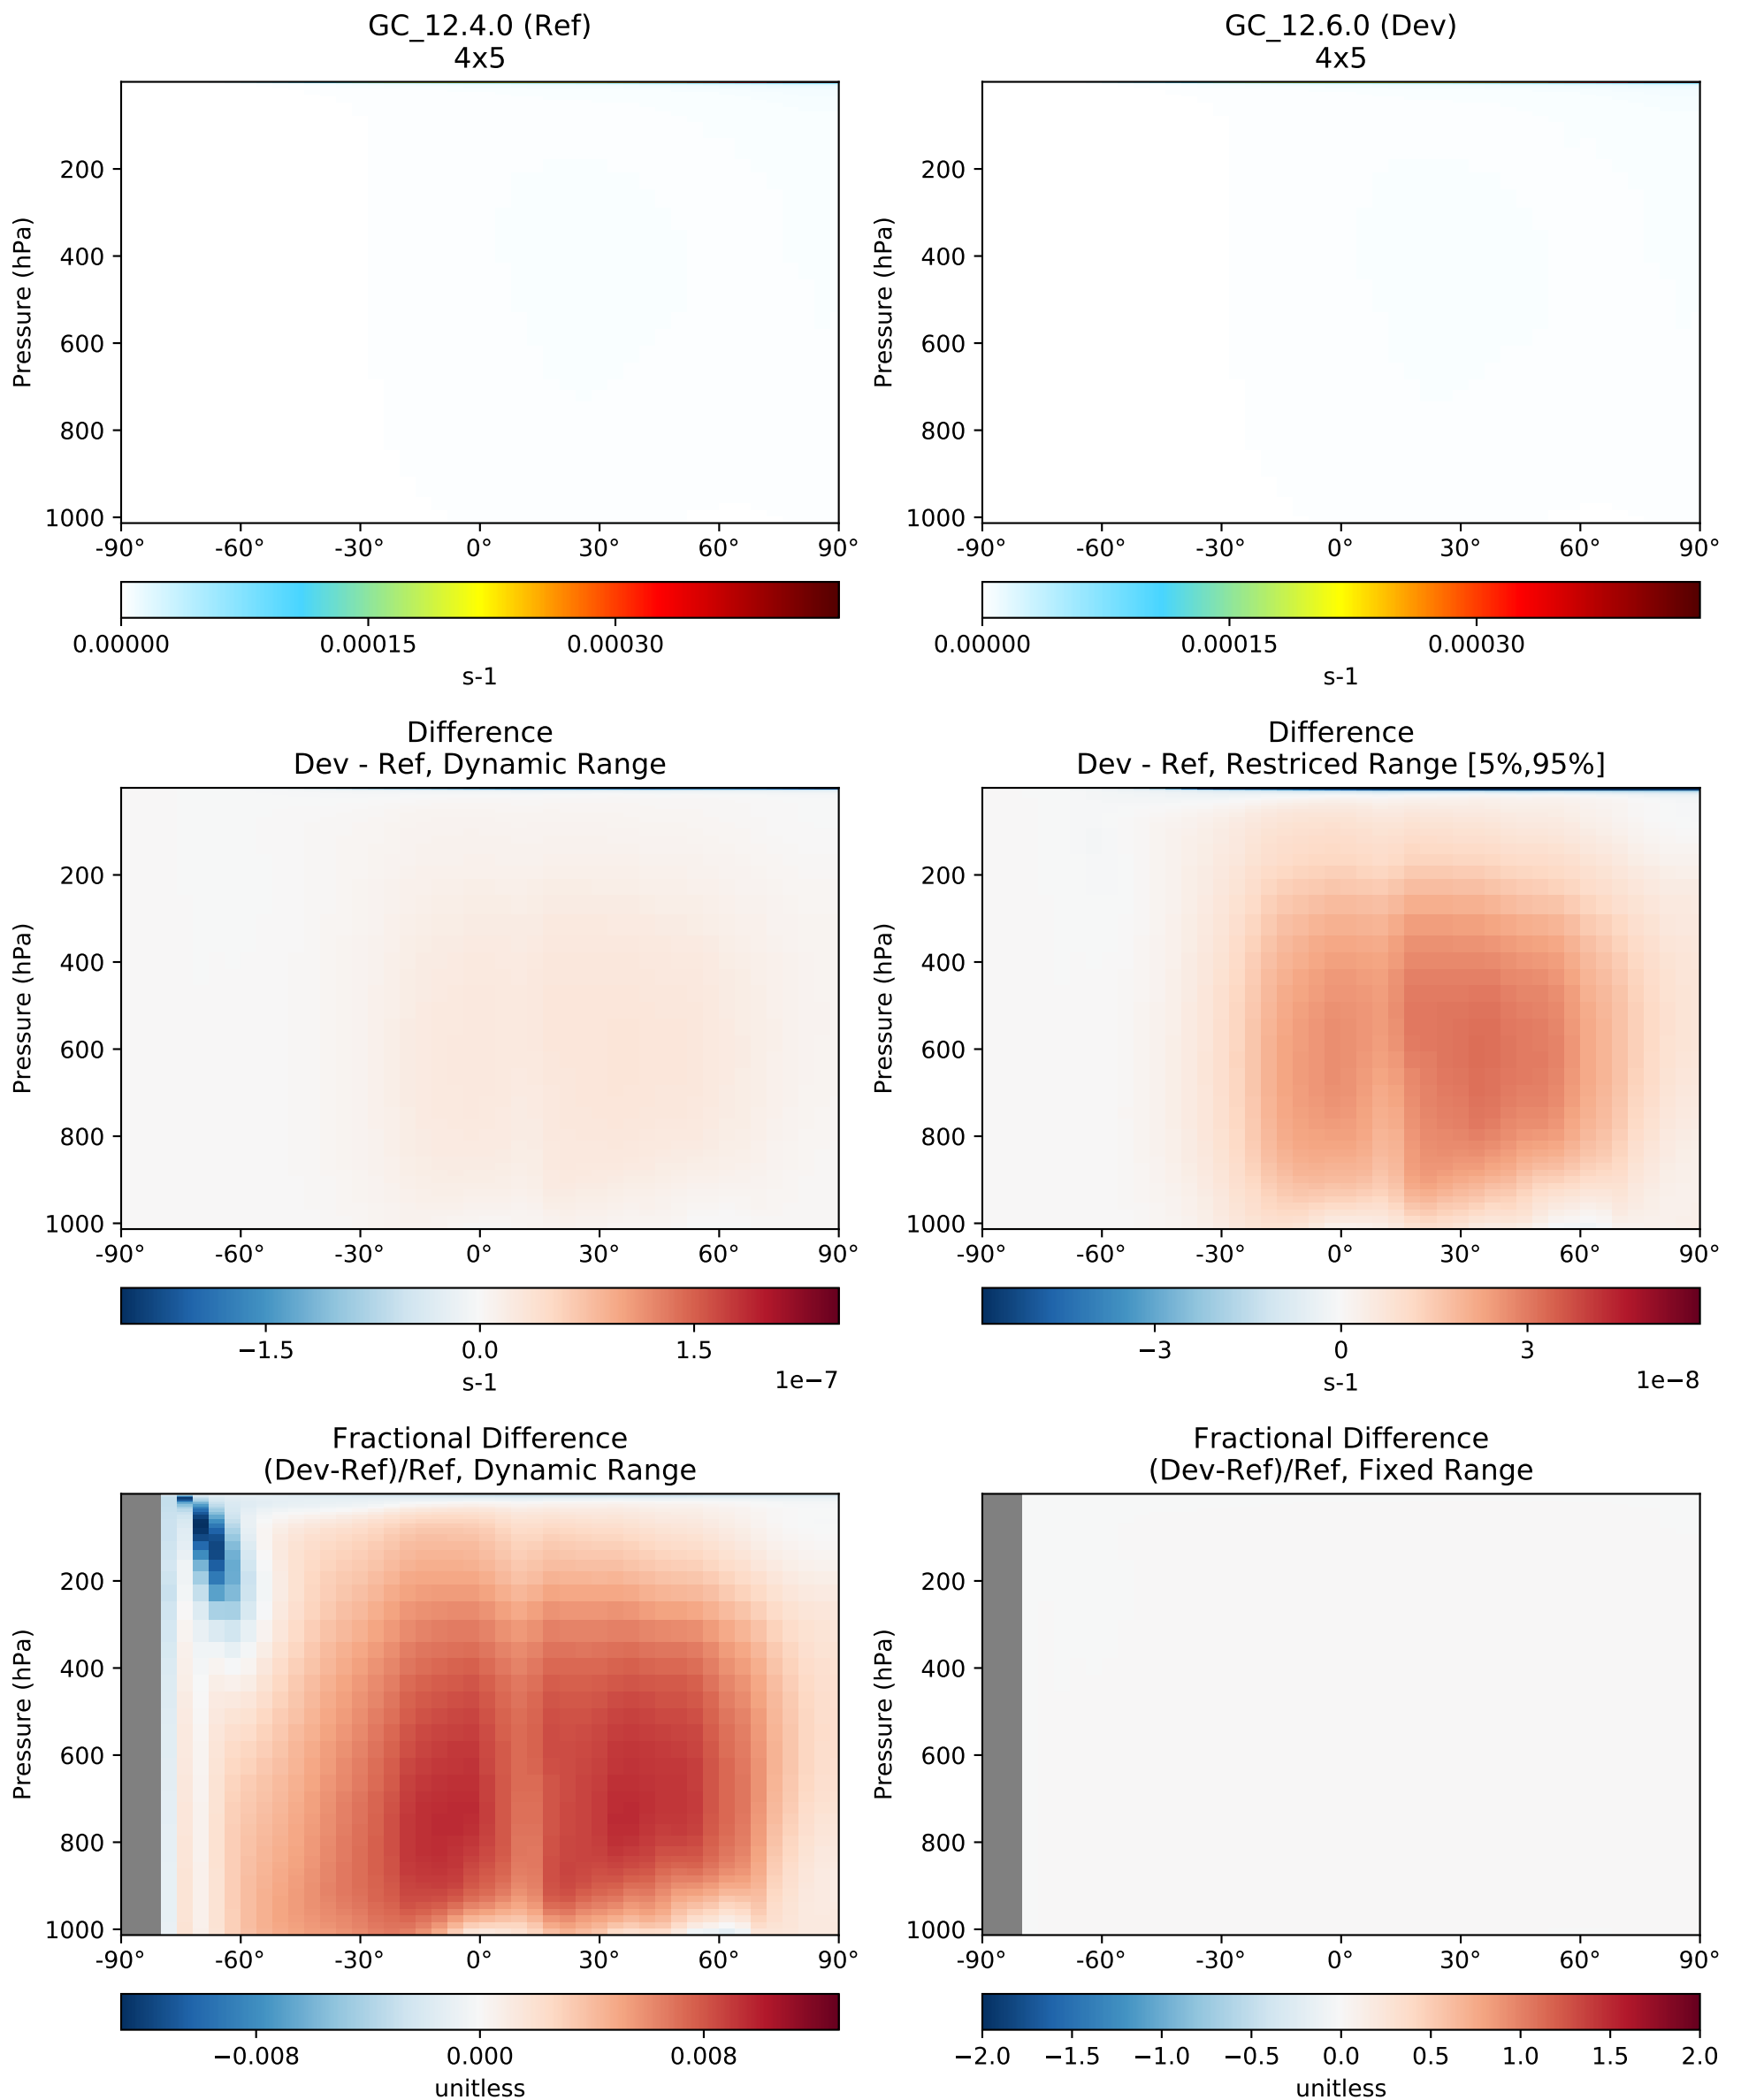 GC_12.4.0 (Ref)
4x5
200
400
600
800
1000
Pressure (hPa)
-90° -60° -30° 0° 30° 60° 90°
0.00000 0.00015 0.00030
s-1
GC_12.6.0 (Dev)
4x5
200
400
600
800
1000
Pressure (hPa)
-90° -60° -30° 0° 30° 60° 90°
0.00000 0.00015 0.00030
s-1
Difference
Dev - Ref, Dynamic Range
200
400
600
800
1000
Pressure (hPa)
-90° -60° -30° 0° 30° 60° 90°
−1.5 0.0 1.5
s-1 1e−7
Difference
Dev - Ref, Restriced Range [5%,95%]
200
400
600
800
1000
Pressure (hPa)
-90° -60° -30° 0° 30° 60° 90°
−3 0 3
s-1 1e−8
Fractional Difference
(Dev-Ref)/Ref, Dynamic Range
200
400
600
800
1000
Pressure (hPa)
-90° -60° -30° 0° 30° 60° 90°
−0.008 0.000 0.008
unitless
Fractional Difference
(Dev-Ref)/Ref, Fixed Range
200
400
600
800
1000
Pressure (hPa)
-90° -60° -30° 0° 30° 60° 90°
−2.0 −1.5 −1.0 −0.5 0.0 0.5 1.0 1.5 2.0
unitless